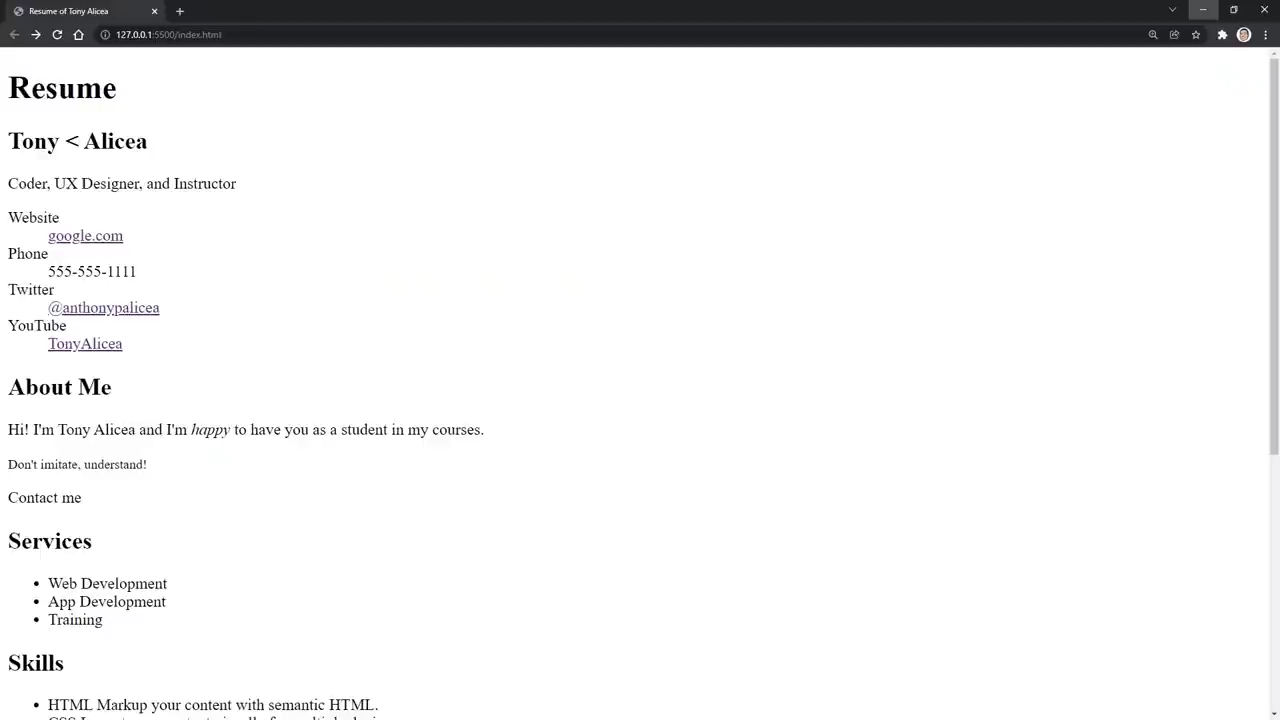 Resume of Tony Alicea
127.0.0.1:5500/index.html
Resume
Tony < Alicea
Coder, UX Designer, and Instructor
Website
google.com
Phone
555-555-1111
Twitter
@anthonypalicea
YouTube
TonyAlicea
About Me
Hi! I'm Tony Alicea and I'm happy to have you as a student in my courses.
Don't imitate, understand!
Contact me
Services
• Web Development
• App Development
• Training
Skills
• HTML Markup your content with semantic HTML.